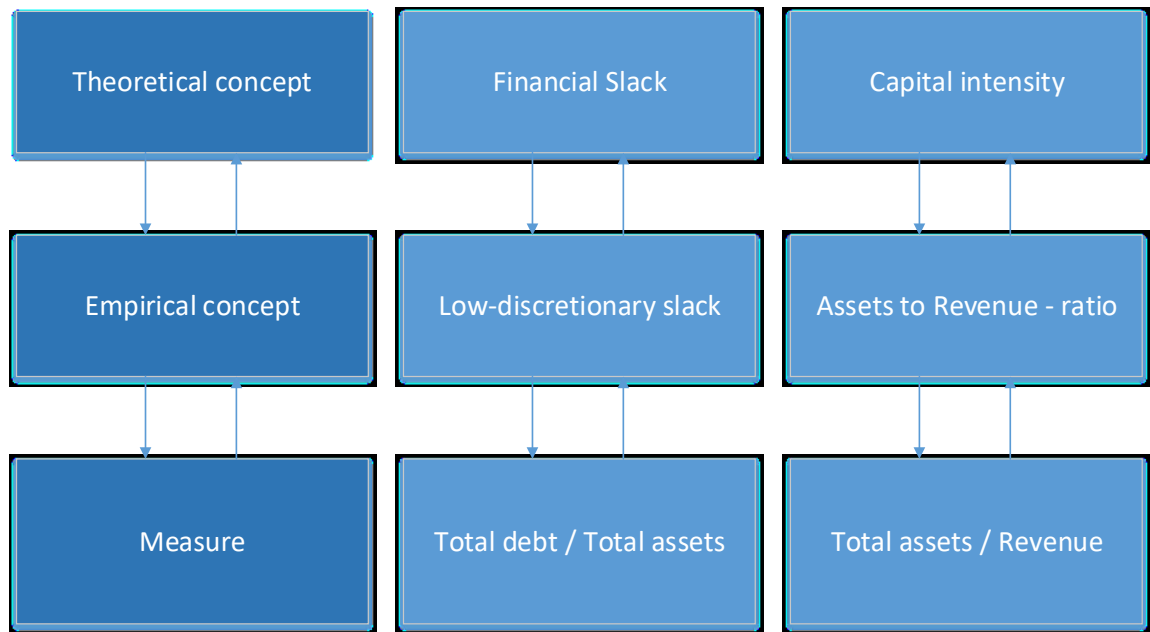 Theoretical concept
Financial Slack
Capital intensity
Empirical concept
Low-discretionary slack
Assets to Revenue - ratio
Measure
Total debt / Total assets
Total assets / Revenue